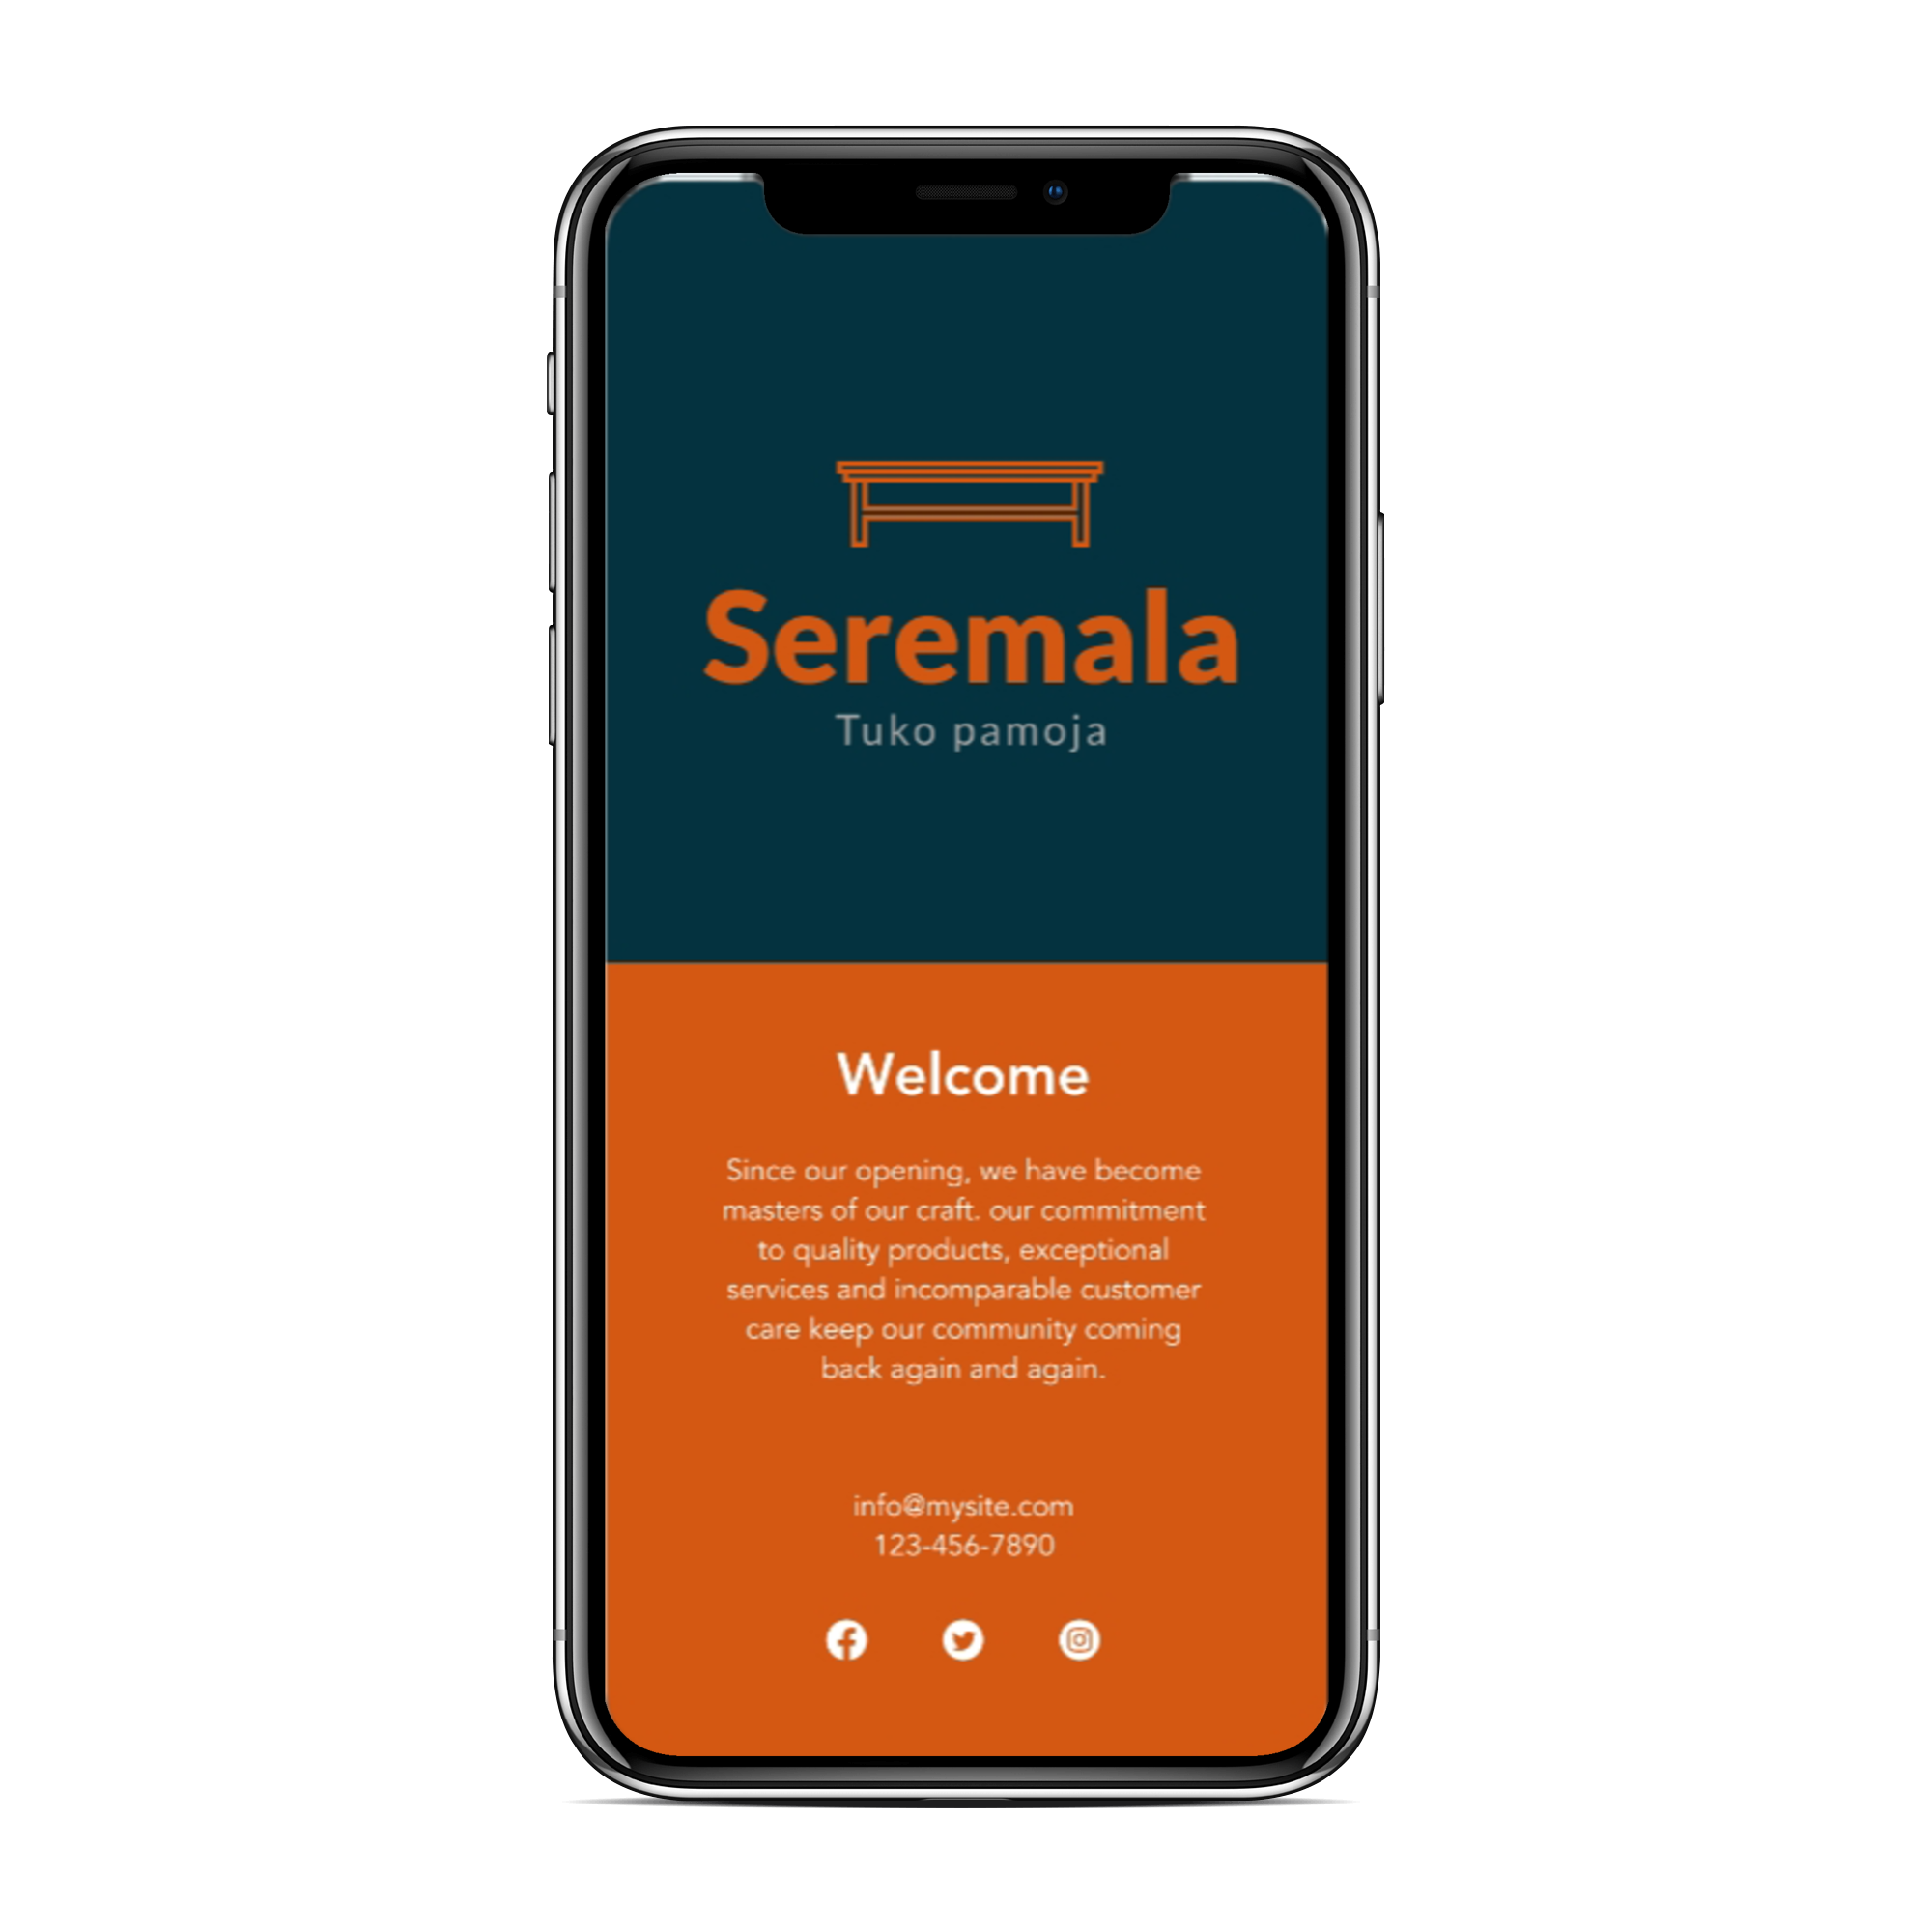 Seremala
Tuko pamoja
Welcome
Since our opening, we have become
masters of our craft. our commitment
to quality products, exceptional
services and incomparable customer
care keep our community coming
back again and again.
info@mysite.com
123-456-7890